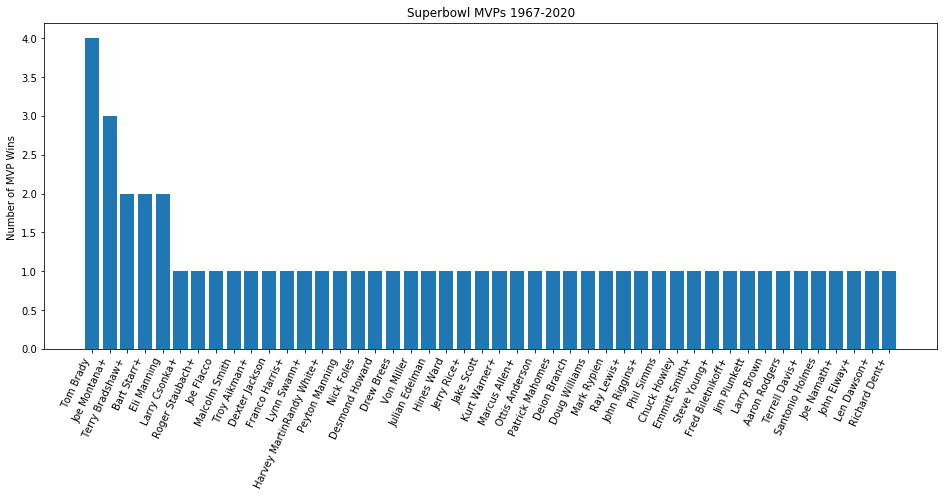 Superbowl MVPs 1967-2020
Number of MVP Wins
4.0
3.5
3.0
2.5
2.0
1.5
1.0
0.5
0.0
Tom Brady
Joe Montana+
Terry Bradshaw+
Bart Starr+
Eli Manning
Larry Csonka+
Roger Staubach+
Joe Flacco
Malcolm Smith
Troy Aikman+
Dexter Jackson
Franco Harris+
Lynn Swann+
Harvey MartinRandy White+
Peyton Manning
Nick Foles
Desmond Howard
Drew Brees
Von Miller
Julian Edelman
Hines Ward
Jerry Rice+
Jake Scott
Kurt Warner+
Marcus Allen+
Ottis Anderson
Patrick Mahomes
Deion Branch
Doug Williams
Mark Rypien
Ray Lewis+
John Riggins+
Phil Simms
Chuck Howley
Emmitt Smith+
Steve Young+
Fred Biletnikoff+
Jim Plunkett
Larry Brown
Aaron Rodgers
Terrell Davis+
Santonio Holmes
Joe Namath+
John Elway+
Len Dawson+
Richard Dent+